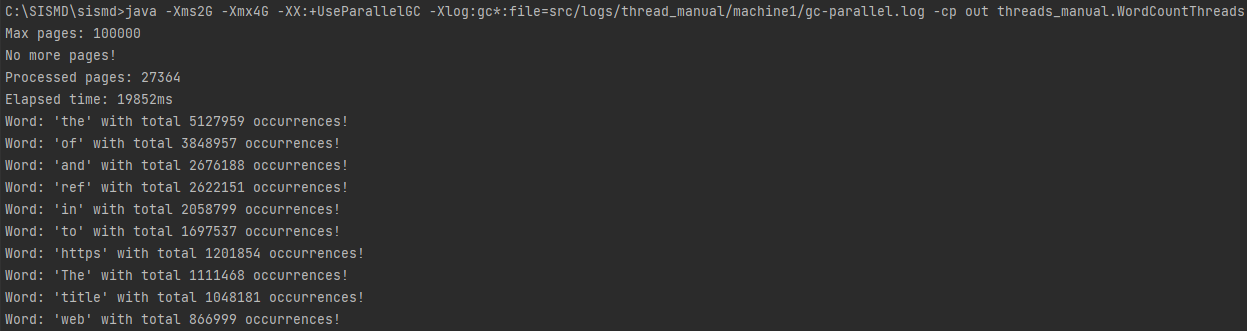 C:\SISMD\sismd>java -Xms2G -Xmx4G -XX:+UseParallelGC -Xlog:gc*:file=src/logs/thread_manual/machine1/gc-parallel.log -cp out threads_manual.WordCountThreads
Max pages: 100000
No more pages!
Processed pages: 27364
Elapsed time: 19852ms
Word: 'the' with total 5127959 occurrences!
Word: 'of' with total 3848957 occurrences!
Word: 'and' with total 2676188 occurrences!
Word: 'ref' with total 2622151 occurrences!
Word: 'in' with total 2058799 occurrences!
Word: 'to' with total 1697537 occurrences!
Word: 'https' with total 1201854 occurrences!
Word: 'The' with total 1111468 occurrences!
Word: 'title' with total 1048181 occurrences!
Word: 'web' with total 866999 occurrences!